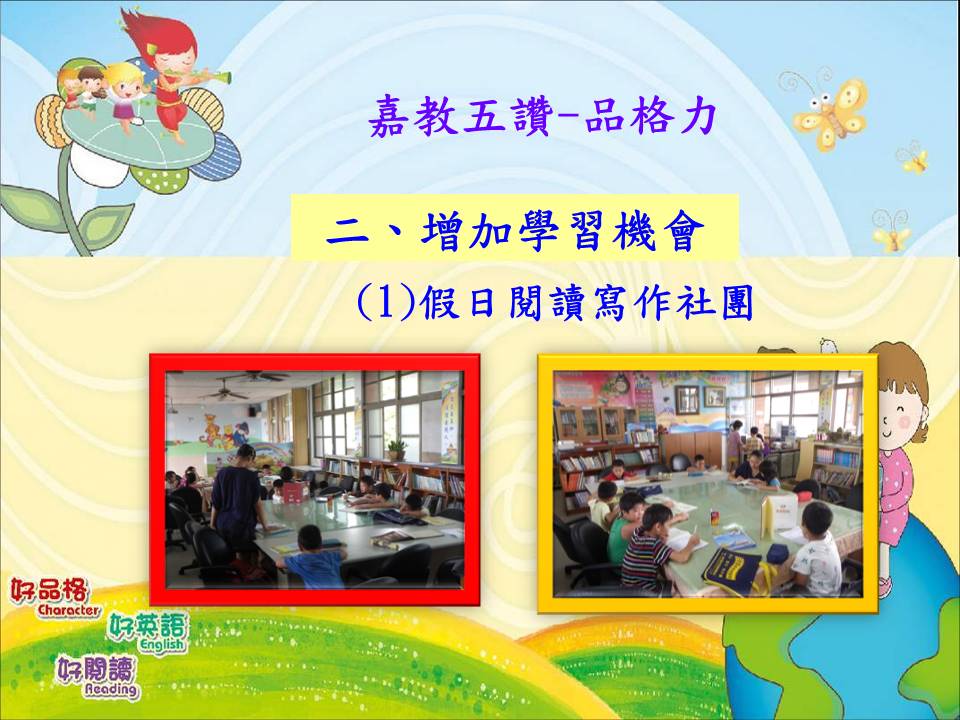 嘉教五讚-品格力
二、增加學習機會
(1)假日閱讀寫作社團
好品格
Character
好英語
English
好閱讀
Reading